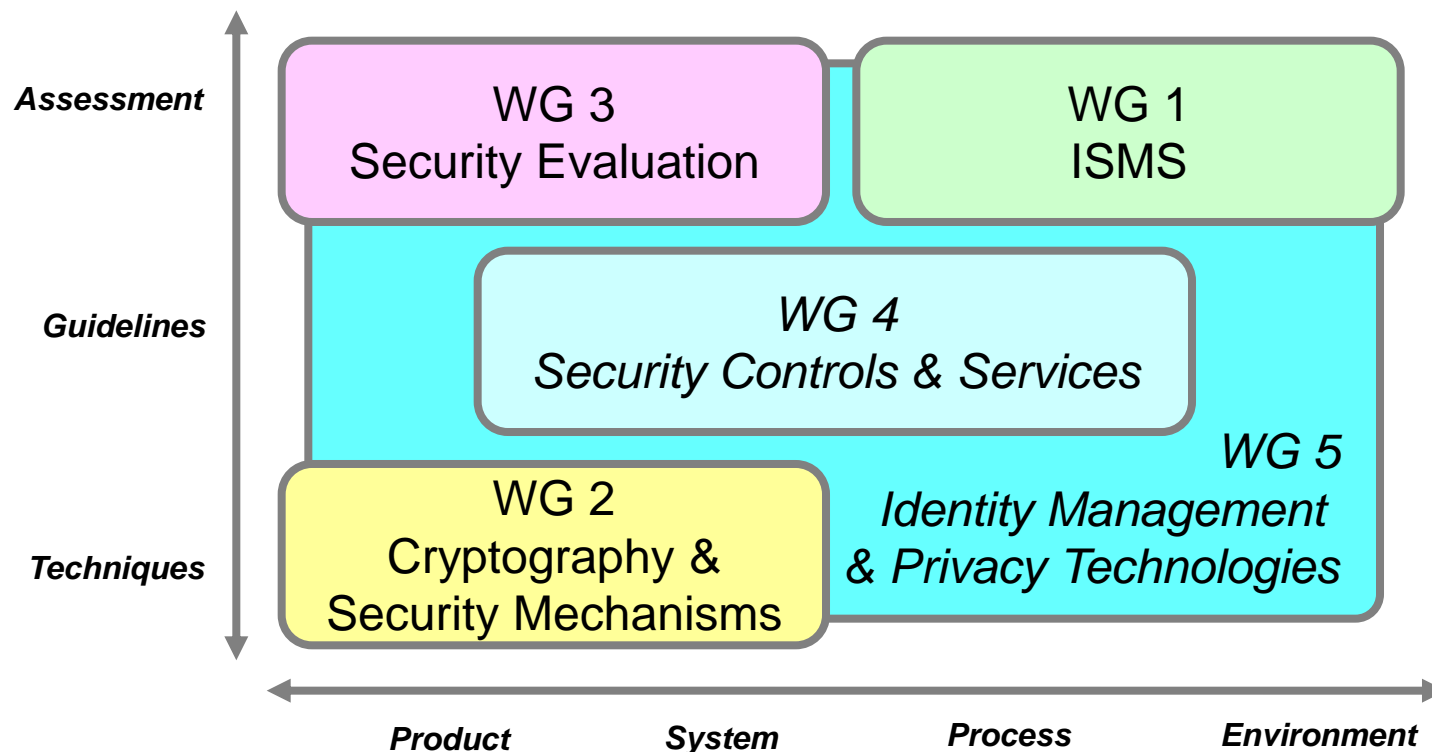 Assessment
WG 3
Security Evaluation
WG 1
ISMS
Guidelines
WG 4
Security Controls & Services
WG 5
Identity Management
& Privacy Technologies
Techniques
WG 2
Cryptography &
Security Mechanisms
Product
System
Process
Environment